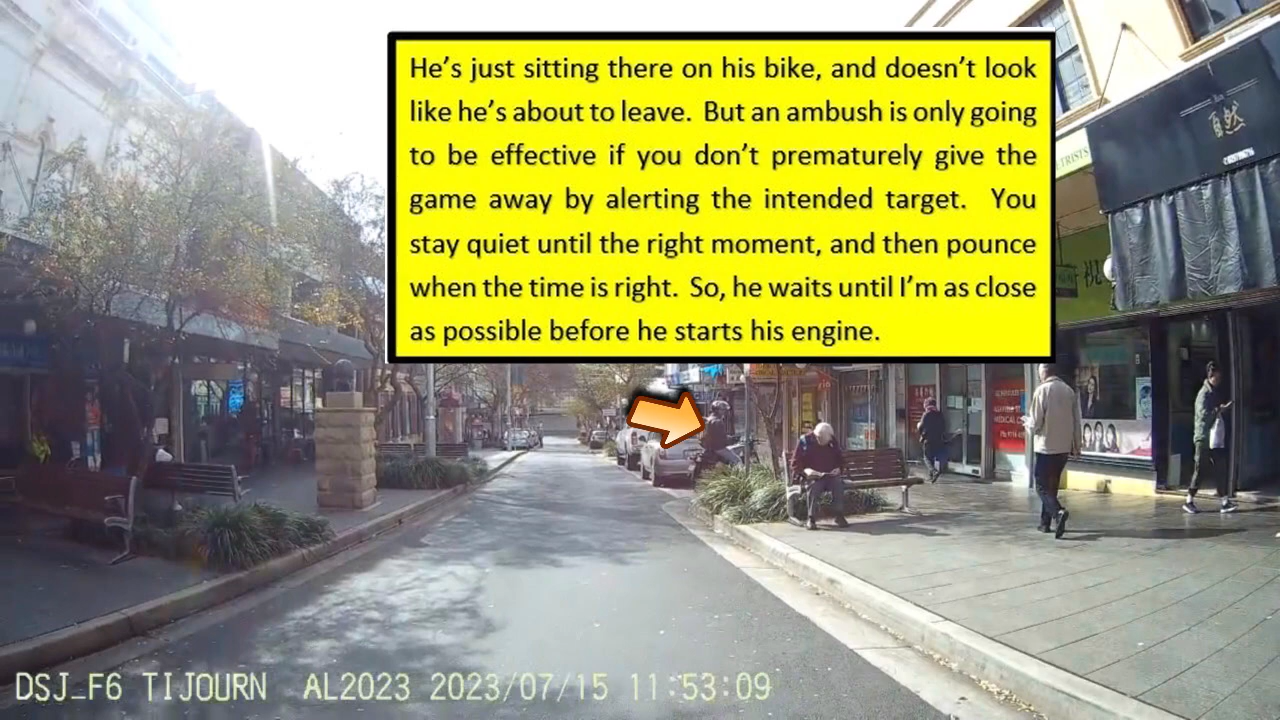 He’s just sitting there on his bike, and doesn’t look
like he’s about to leave.  But an ambush is only going
to be effective if you don’t prematurely give the
game away by alerting the intended target.  You
stay quiet until the right moment, and then pounce
when the time is right.  So, he waits until I’m as close
as possible before he starts his engine.
自然
TRISTS
DSJ_F6 TIJOURN  AL2023 2023/07/15 11:53:09